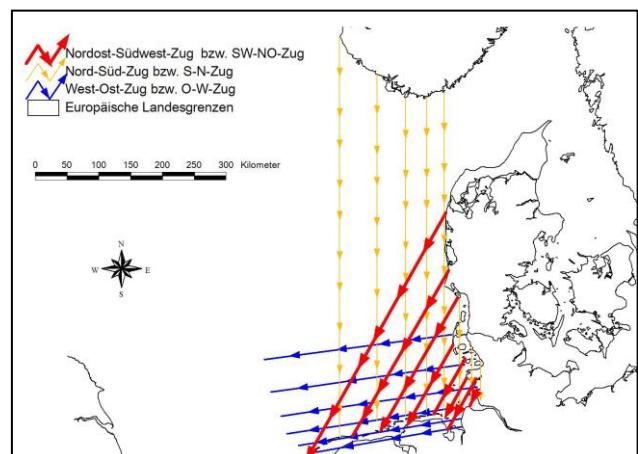 Nordost-Südwest-Zug bzw. SW-NO-Zug
Nord-Süd-Zug bzw. S-N-Zug
West-Ost-Zug bzw. O-W-Zug
Europäische Landesgrenzen
0 50 100 150 200 250 300 Kilometer
N
W E
S